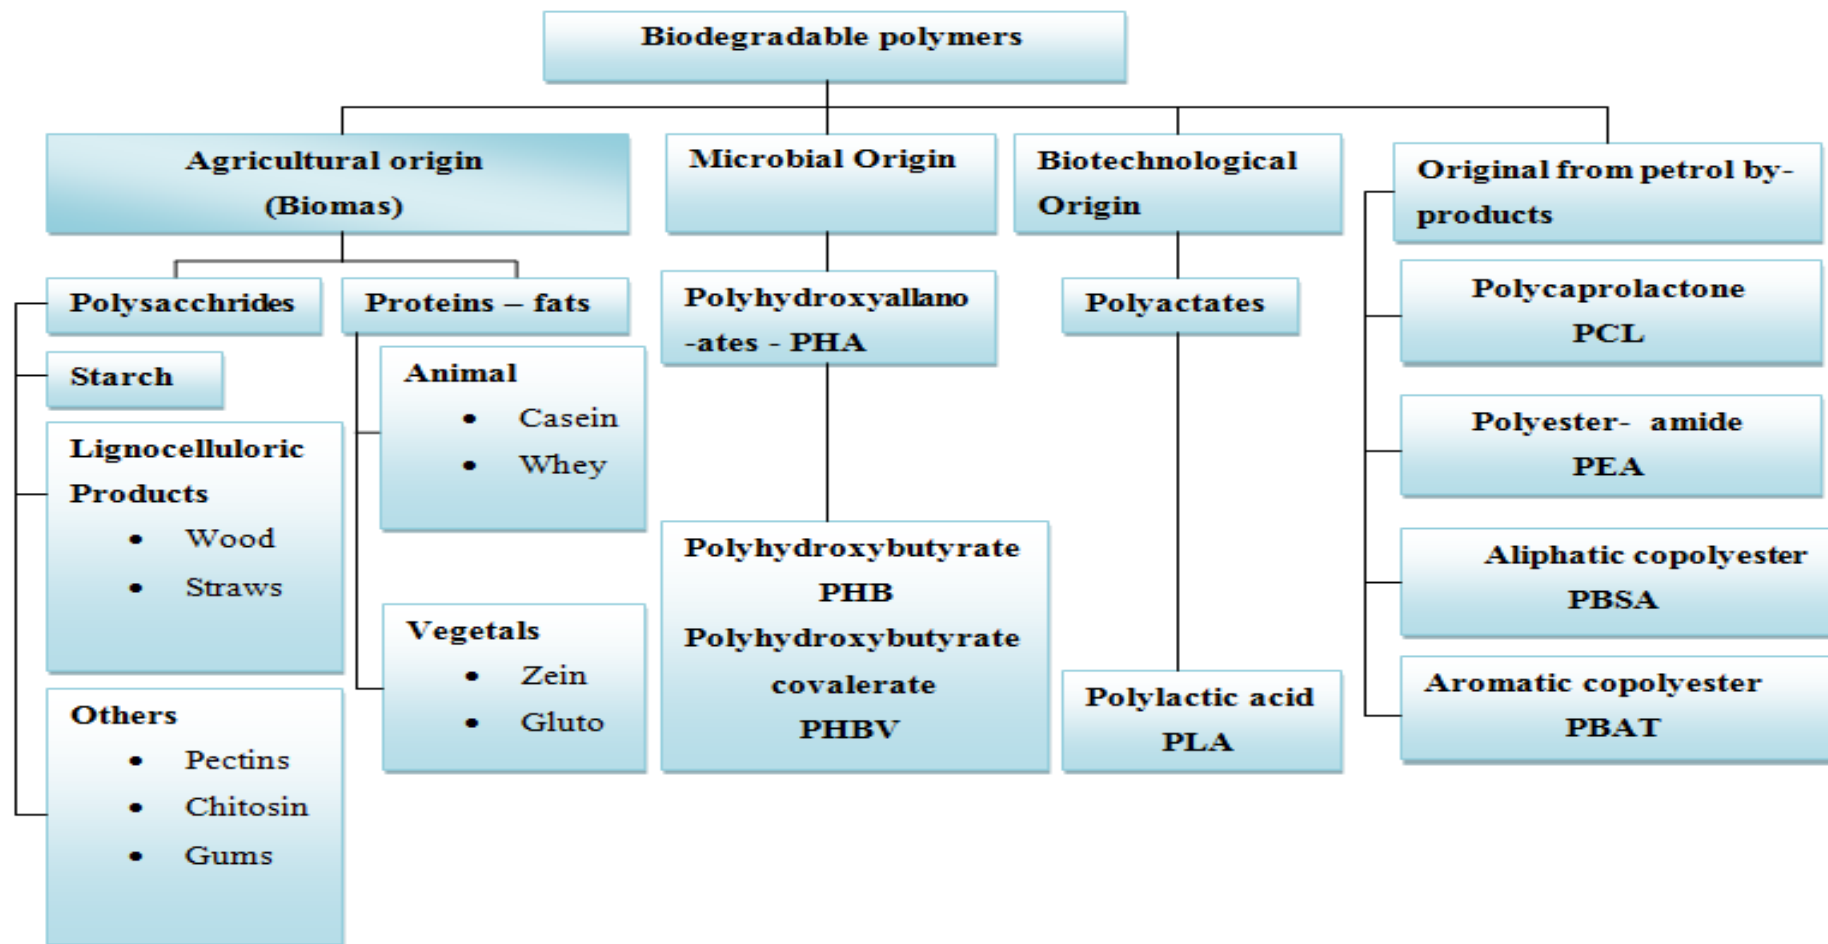 Biodegradable polymers
Agricultural origin
(Biomas)
Microbial Origin
Biotechnological
Origin
Original from petrol by-
products
Polysacchrides
Proteins – fats
Polyhydroxyallano
-ates - PHA
Polyactates
Polycaprolactone
PCL
Starch
Animal
• Casein
• Whey
Lignocelluloric
Products
• Wood
• Straws
Polyester- amide
PEA
Polyhydroxybutyrate
PHB
Polyhydroxybutyrate
covalerate
PHBV
Aliphatic copolyester
PBSA
Vegetals
• Zein
• Gluto
Polylactic acid
PLA
Aromatic copolyester
PBAT
Others
• Pectins
• Chitosin
• Gums